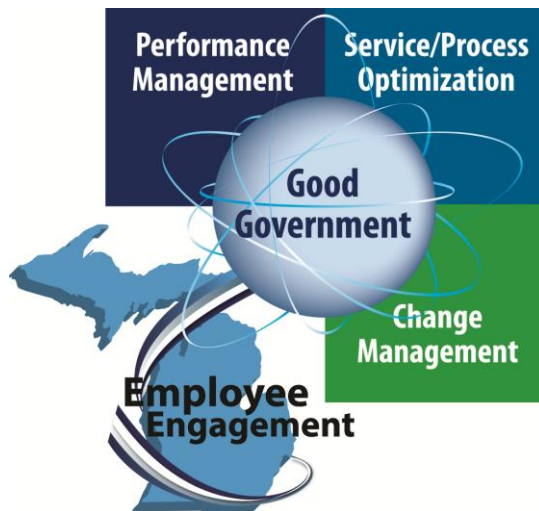 Performance
Management
Service/Process
Optimization
Good
Government
Change
Management
Employee
Engagement